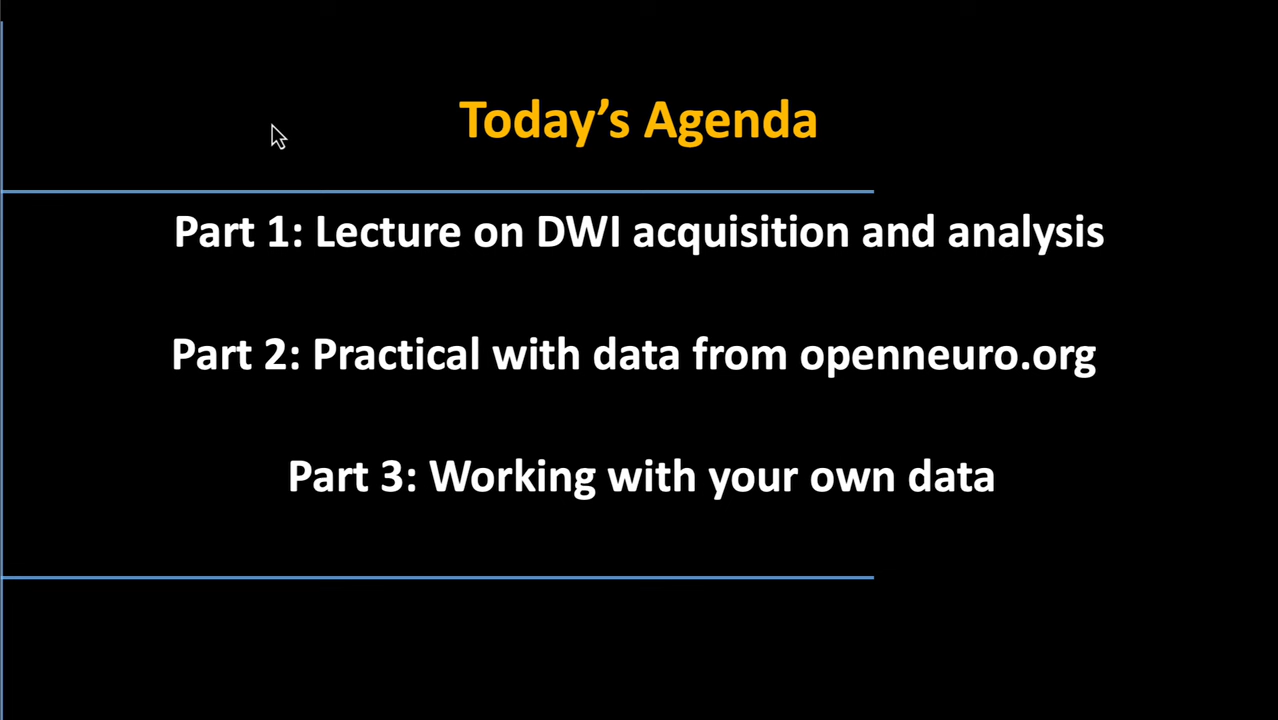 Today’s Agenda
Part 1: Lecture on DWI acquisition and analysis
Part 2: Practical with data from openneuro.org
Part 3: Working with your own data